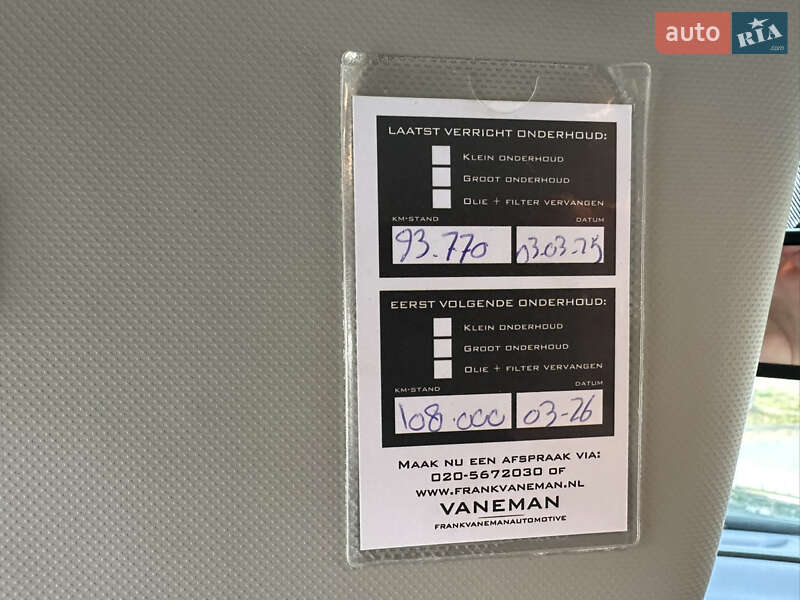 auto RIA
.com
LAATST VERRICHT ONDERHOUD:
KLEIN ONDERHOUD
GROOT ONDERHOUD
OLIE + FILTER VERVANGEN
KM-STAND DATUM
93.770 03.03-25
EERST VOLGENDE ONDERHOUD:
KLEIN ONDERHOUD
GROOT ONDERHOUD
OLIE + FILTER VERVANGEN
KM-STAND DATUM
108.000 03-26
MAAK NU EEN AFSPRAAK VIA:
020-5672030 OF
WWW.FRANKVANEMAN.NL
VANEMAN
FRANKVANEMANAUTOMOTIVE